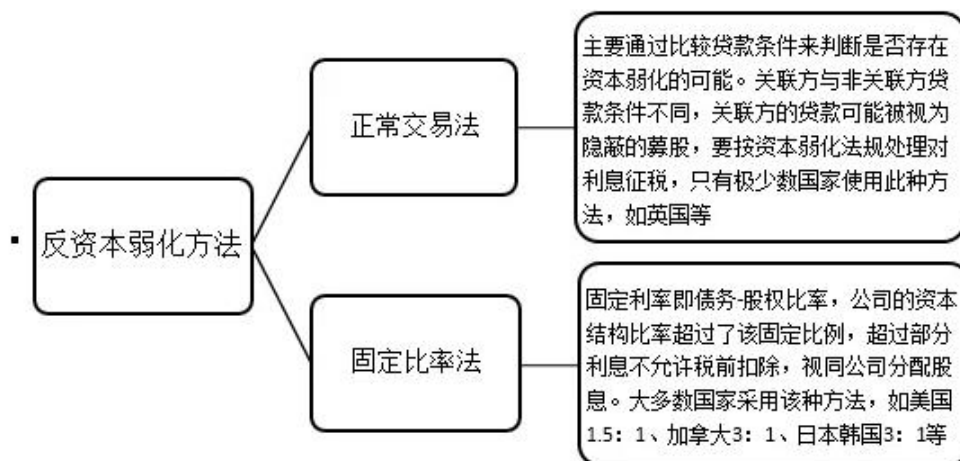 反资本弱化方法
正常交易法
主要通过比较贷款条件来判断是否存在
资本弱化的可能。关联方与非关联方贷
款条件不同，关联方的贷款可能被视为
隐蔽的募股，要按资本弱化法规处理对
利息征税，只有极少数国家使用此种方
法，如英国等
固定比率法
固定利率即债务-股权比率，公司的资本
结构比率超过了该固定比例，超过部分
利息不允许税前扣除，视同公司分配股
息。大多数国家采用该种方法，如美国
1.5：1、加拿大3：1、日本韩国3：1等